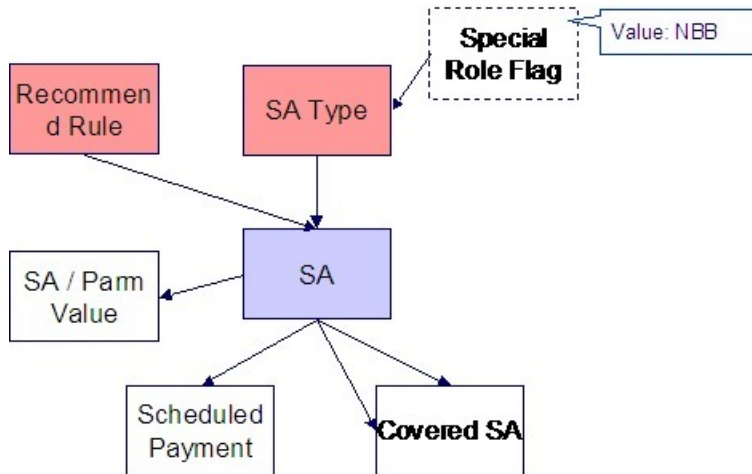 Special
Role Flag
Value: NBB
Recommen
d Rule
SA Type
SA
SA / Parm
Value
Scheduled
Payment
Covered SA